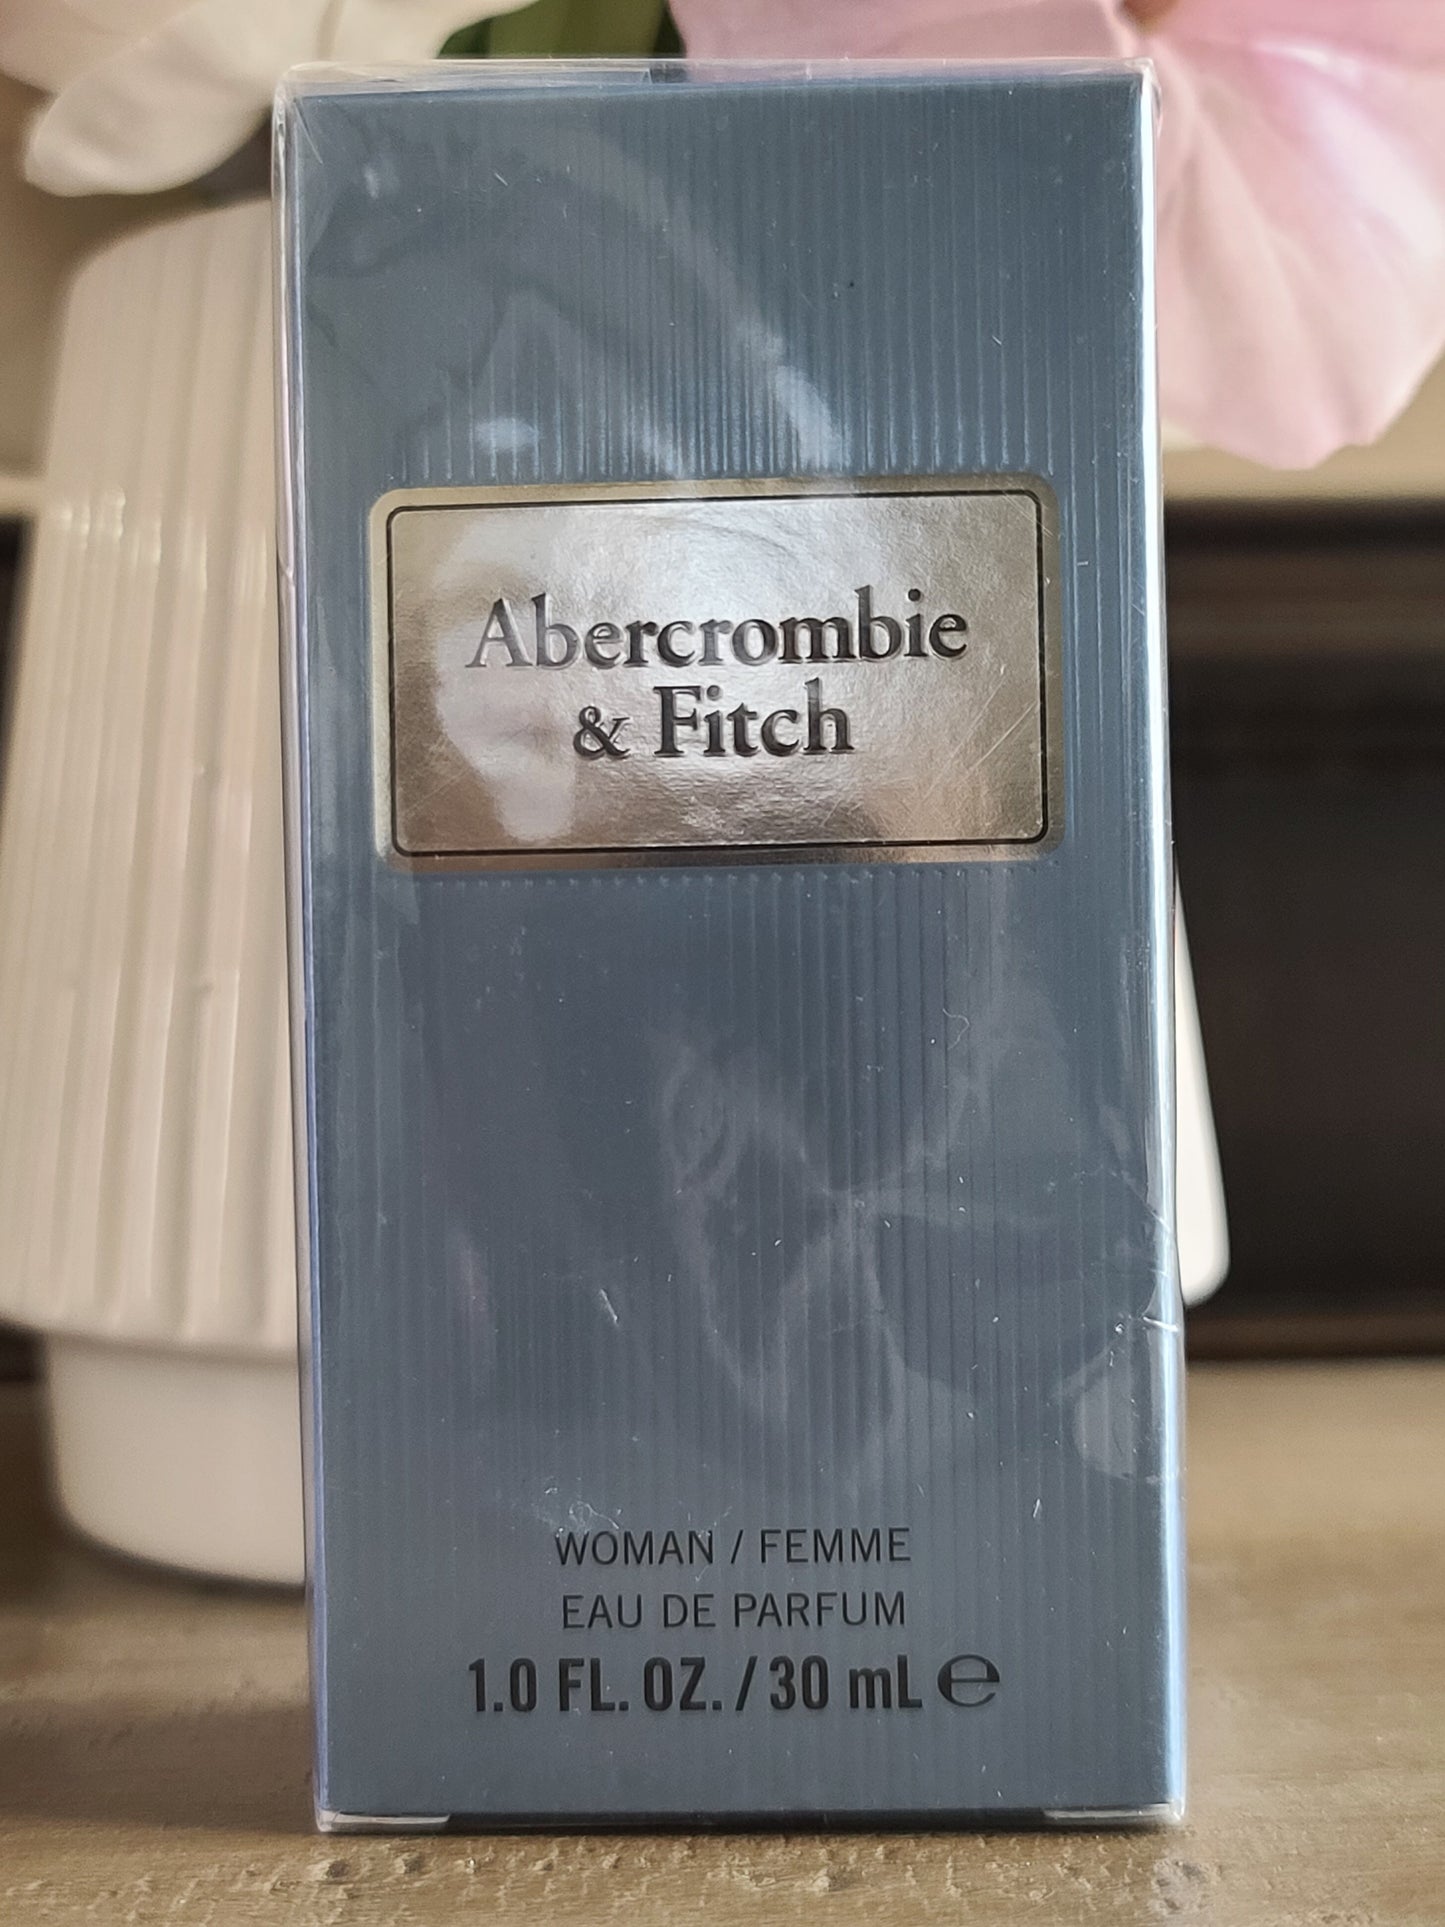 Abercrombie
& Fitch
WOMAN / FEMME
EAU DE PARFUM
1.0 FL. OZ. / 30 mL ℮